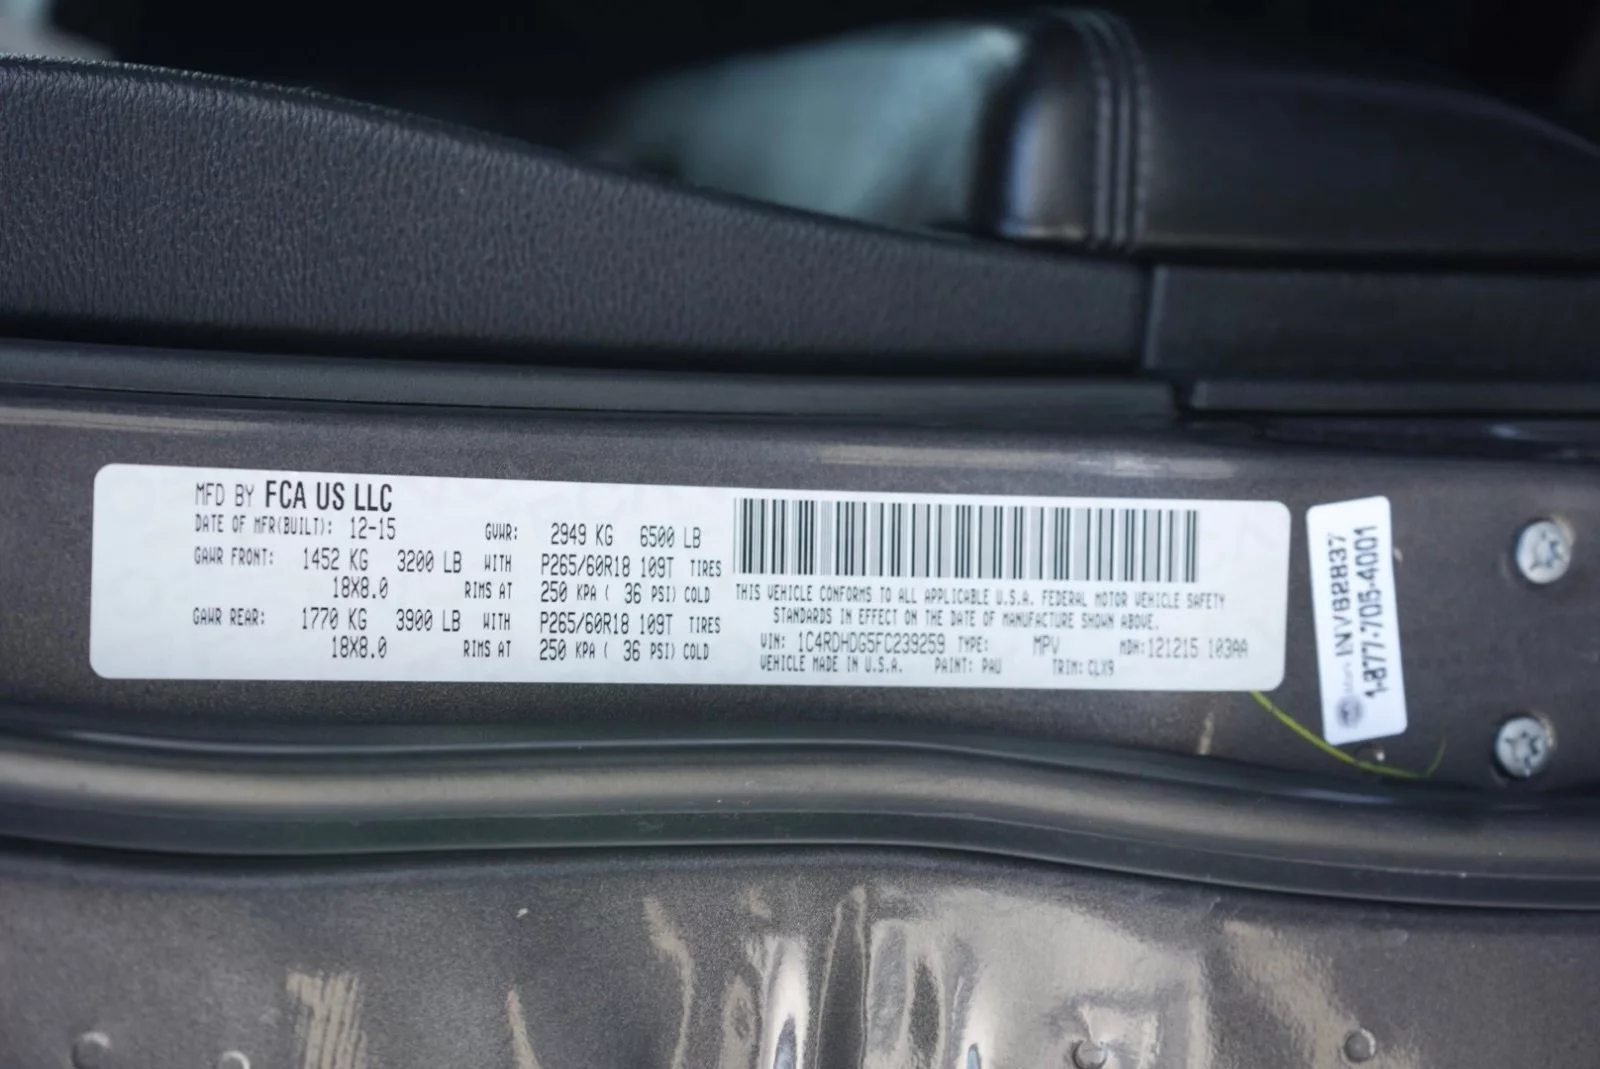 MFD BY FCA US LLC
DATE OF MFR(BUILT): 12-15 GVWR: 2949 KG 6500 LB
GAWR FRONT: 1452 KG 3200 LB WITH P265/60R18 109T TIRES
18X8.0 RIMS AT 250 KPA ( 36 PSI) COLD
GAWR REAR: 1770 KG 3900 LB WITH P265/60R18 109T TIRES
18X8.0 RIMS AT 250 KPA ( 36 PSI) COLD
THIS VEHICLE CONFORMS TO ALL APPLICABLE U.S.A. FEDERAL MOTOR VEHICLE SAFETY
STANDARDS IN EFFECT ON THE DATE OF MANUFACTURE SHOWN ABOVE.
VIN: 1C4RDHDG5FC239259 TYPE: MPV MDH:121215 103AA
VEHICLE MADE IN U.S.A. PAINT: PAU TRIM: CLX9
INV682837
1-877-705-4001